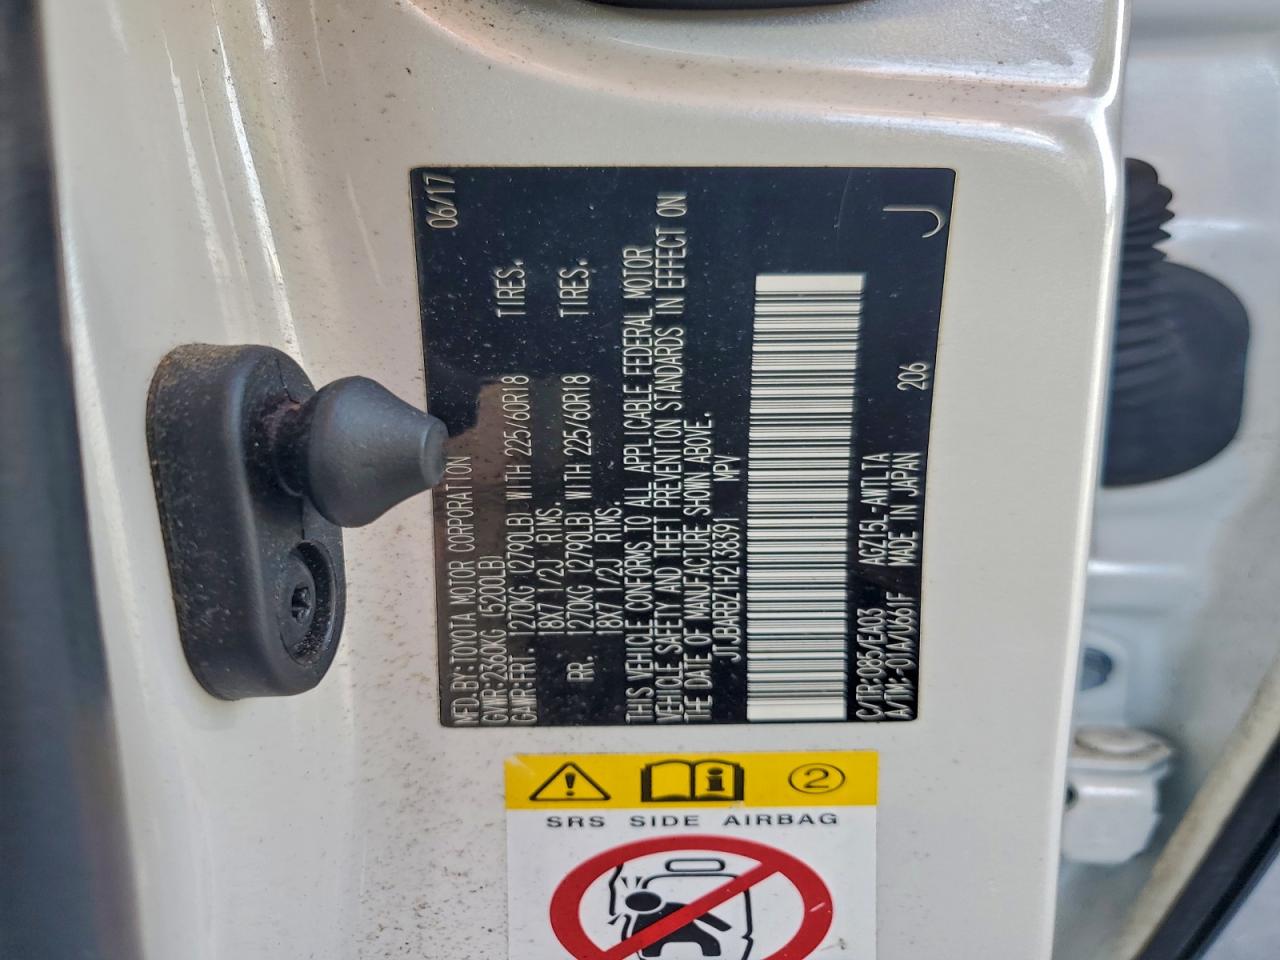 MFD.BY:TOYOTA MOTOR CORPORATION 06/17
GVWR:2360KG (5200LB)
GAWR:FRT. 1270KG (2790LB) WITH 225/60R18 TIRES.
18X7 1/2J RIMS.
RR. 1270KG (2790LB) WITH 225/60R18 TIRES.
18X7 1/2J RIMS.
THIS VEHICLE CONFORMS TO ALL APPLICABLE FEDERAL MOTOR
VEHICLE SAFETY AND THEFT PREVENTION STANDARDS IN EFFECT ON
THE DATE OF MANUFACTURE SHOWN ABOVE.
JTJBARBZ1H2138391 MPV
C/TR:085/EA03 AGZ15L-AWTLTA
A/TM:-01A/U661F MADE IN JAPAN 206
J
2
SRS SIDE AIRBAG